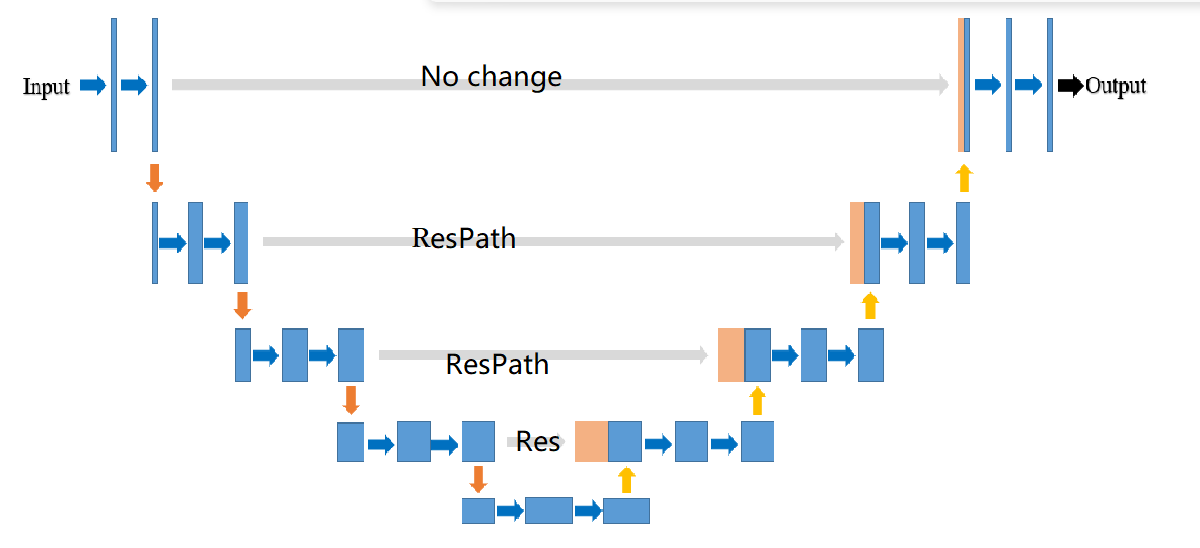 No change
Input
Output
ResPath
ResPath
Res